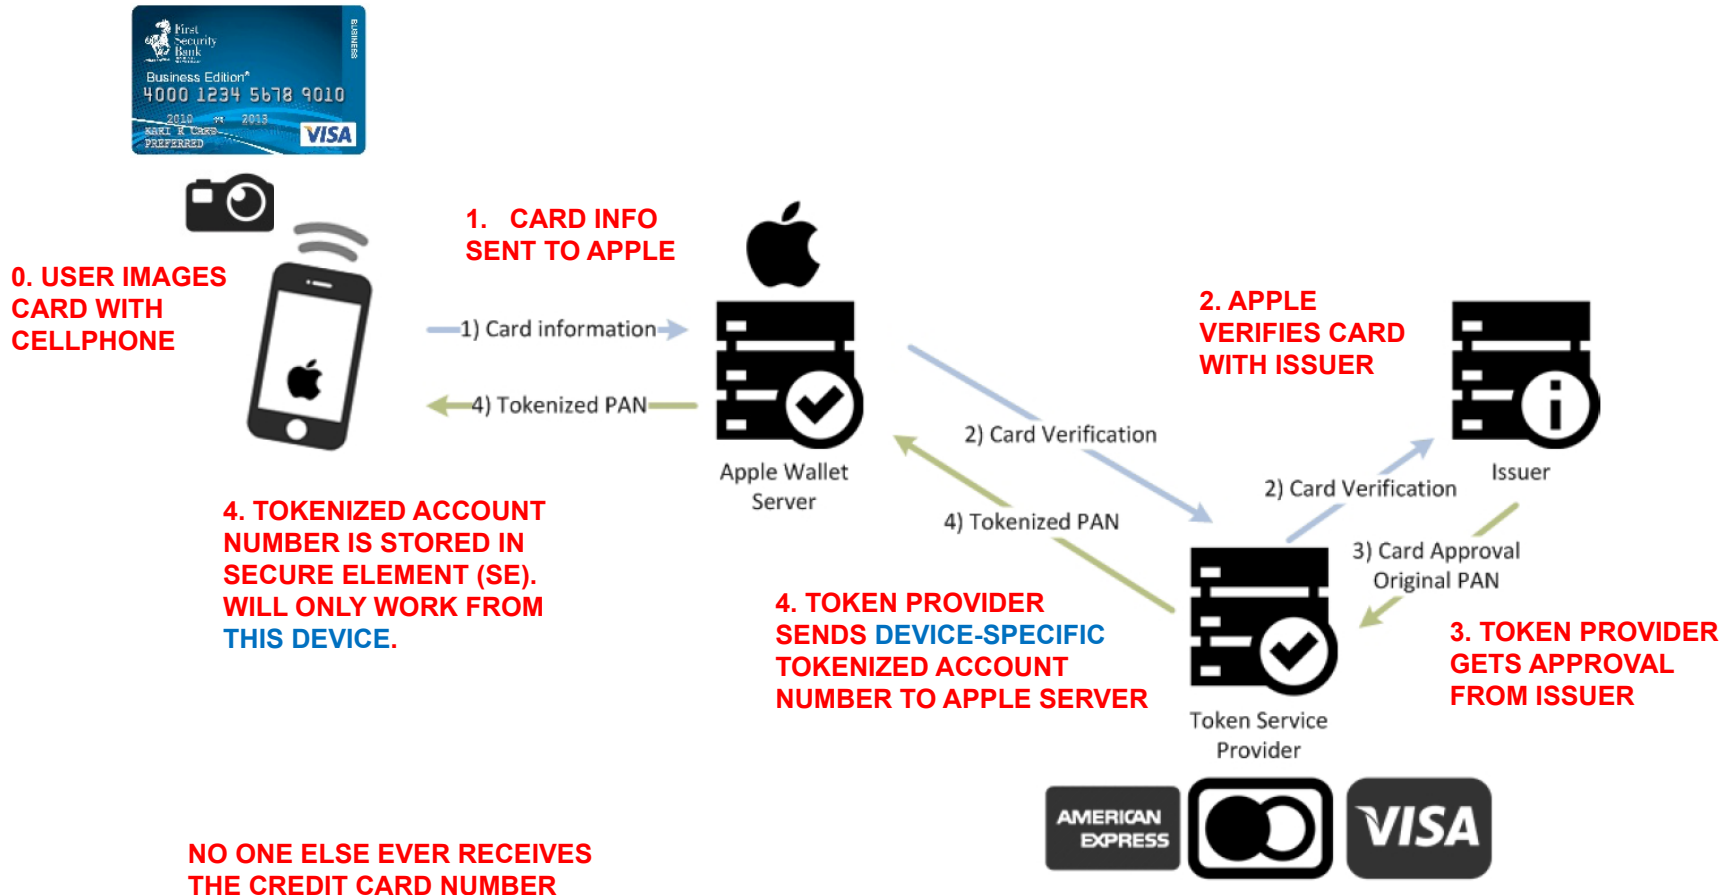 First
Security
Bank
BUSINESS
Business Edition®
4000 1234 5678 9010
2010 2013
KARI K CARD
PREFERRED
VISA
0. USER IMAGES
CARD WITH
CELLPHONE
1. CARD INFO
SENT TO APPLE
1) Card information
4) Tokenized PAN
Apple Wallet
Server
2. APPLE
VERIFIES CARD
WITH ISSUER
2) Card Verification
2) Card Verification
Issuer
4) Tokenized PAN
3) Card Approval
Original PAN
4. TOKENIZED ACCOUNT
NUMBER IS STORED IN
SECURE ELEMENT (SE).
WILL ONLY WORK FROM
THIS DEVICE.
4. TOKEN PROVIDER
SENDS DEVICE-SPECIFIC
TOKENIZED ACCOUNT
NUMBER TO APPLE SERVER
3. TOKEN PROVIDER
GETS APPROVAL
FROM ISSUER
Token Service
Provider
AMERICAN
EXPRESS
VISA
NO ONE ELSE EVER RECEIVES
THE CREDIT CARD NUMBER